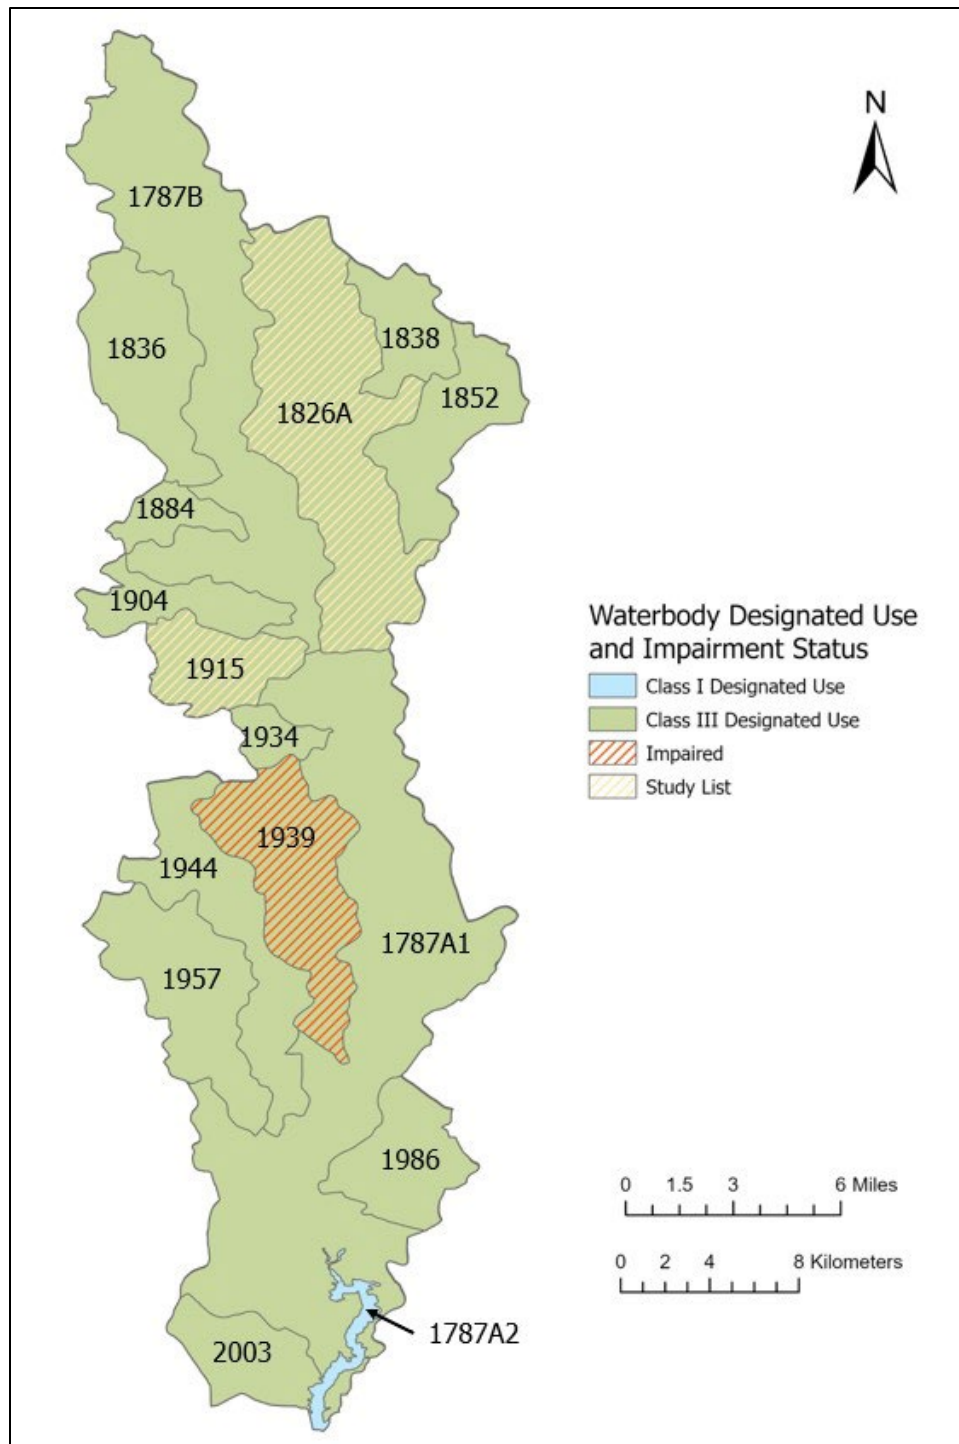 N
1787B
1838
1836
1852
1826A
1884
1904
Waterbody Designated Use
and Impairment Status
1915
Class I Designated Use
Class III Designated Use
1934
Impaired
Study List
1939
1944
1787A1
1957
1986
0 1.5 3 6 Miles
0 2 4 8 Kilometers
1787A2
2003